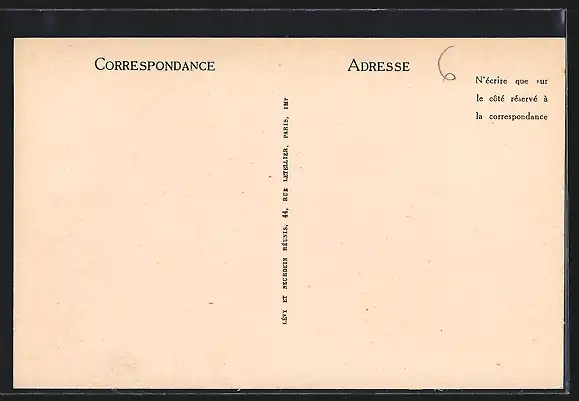 CORRESPONDANCE
ADRESSE
6
N'écrire que sur
le côté réservé à
la correspondance
LÉVY ET NEURDEIN RÉUNIS, 44, RUE LETELLIER, PARIS, IMP